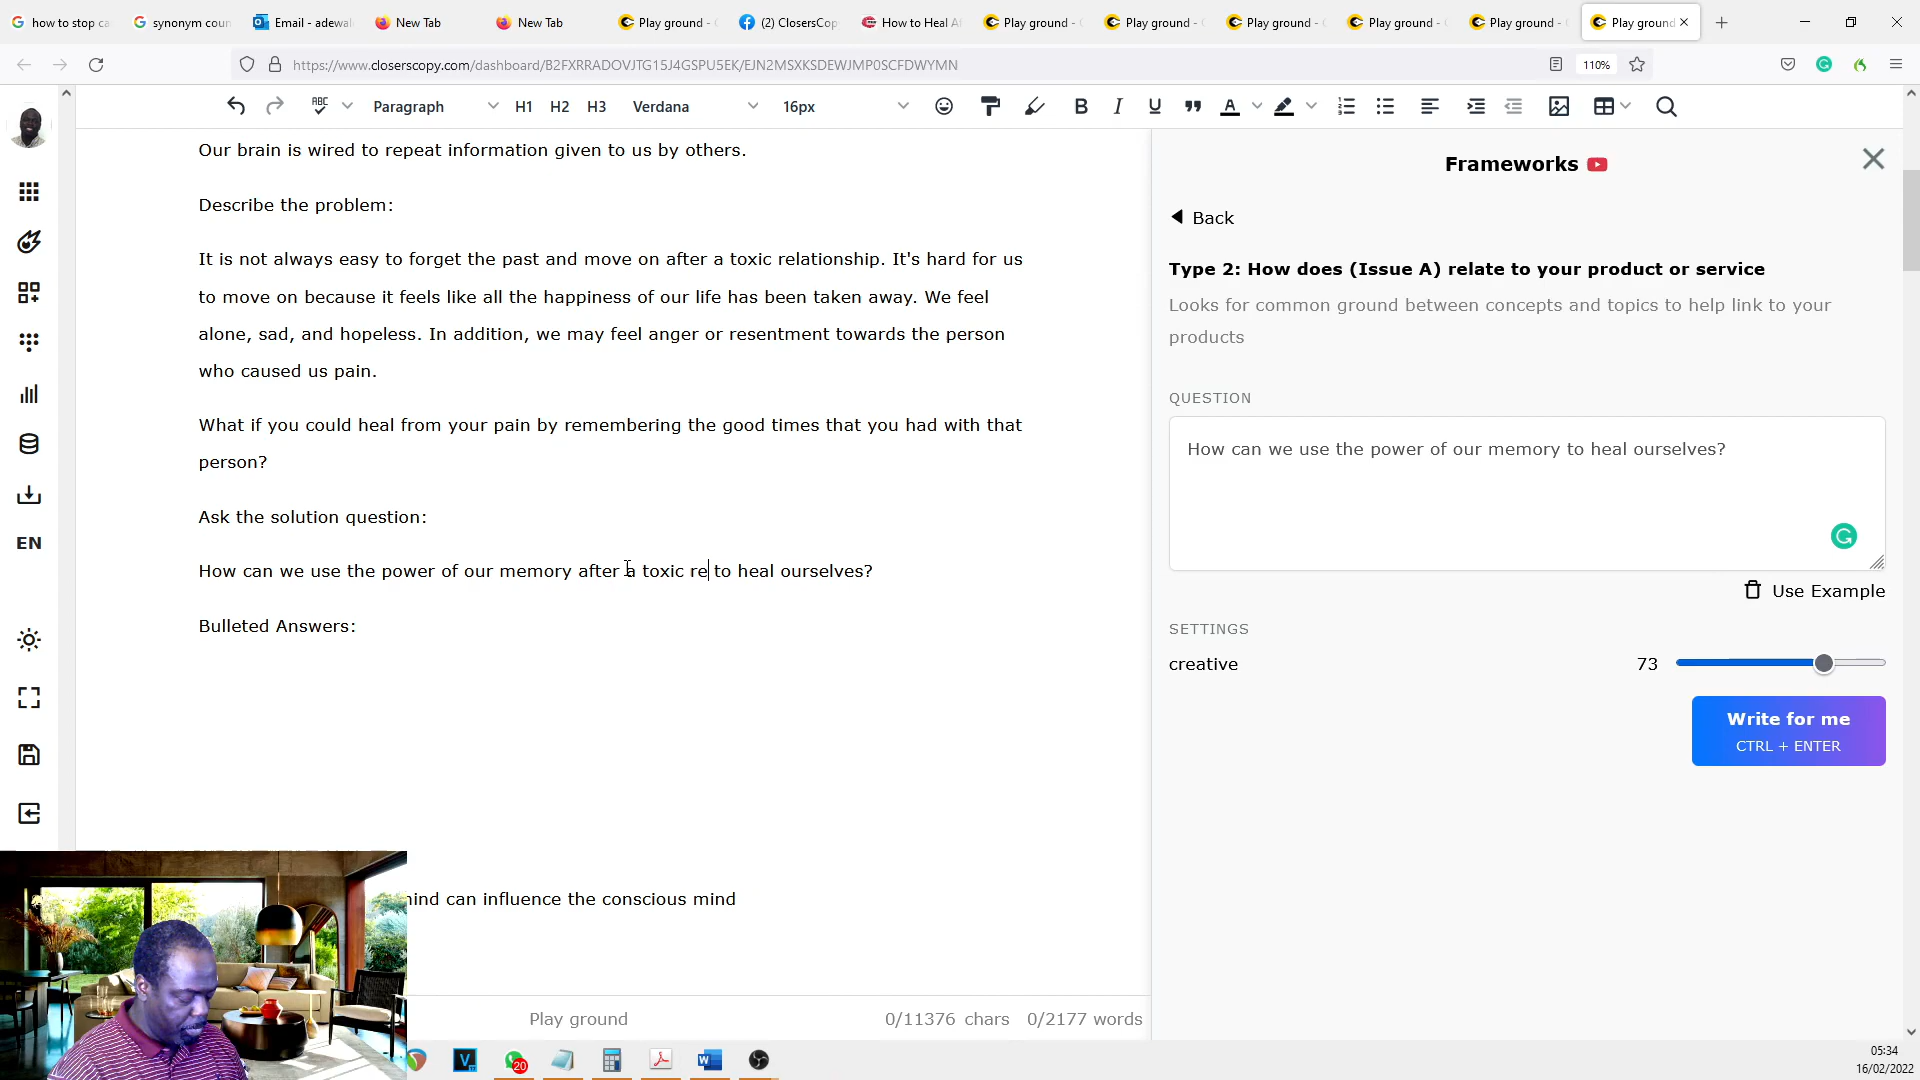 how to stop ca
synonym coun
Email - adewal
New Tab
New Tab
Play ground - C
(2) ClosersCop
How to Heal A
Play ground - C
Play ground - C
Play ground - C
Play ground - C
Play ground -
Play ground
https://www.closerscopy.com/dashboard/B2FXRRADOVJTG15J4GSPU5EK/EJN2MSXKSDEWJMP0SCFDWYMN
110%
ABC
Paragraph
H1 H2 H3
Verdana
16px
B I U
A
Our brain is wired to repeat information given to us by others.
Describe the problem:
It is not always easy to forget the past and move on after a toxic relationship. It's hard for us
to move on because it feels like all the happiness of our life has been taken away. We feel
alone, sad, and hopeless. In addition, we may feel anger or resentment towards the person
who caused us pain.
What if you could heal from your pain by remembering the good times that you had with that
person?
Ask the solution question:
How can we use the power of our memory after a toxic re to heal ourselves?
Bulleted Answers:
mind can influence the conscious mind
EN
Play ground
0/11376 chars
0/2177 words
Frameworks
Back
Type 2: How does (Issue A) relate to your product or service
Looks for common ground between concepts and topics to help link to your
products
QUESTION
How can we use the power of our memory to heal ourselves?
Use Example
SETTINGS
creative
73
Write for me
CTRL + ENTER
V
20
05:34
16/02/2022